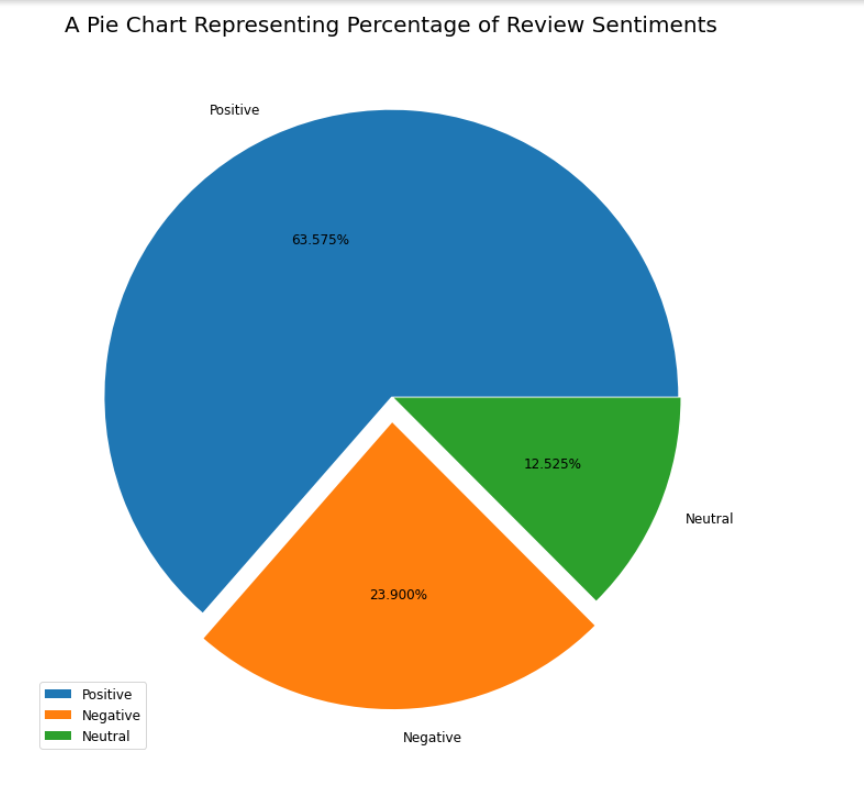 A Pie Chart Representing Percentage of Review Sentiments
Positive
63.575%
12.525%
Neutral
23.900%
Positive
Negative
Neutral
Negative